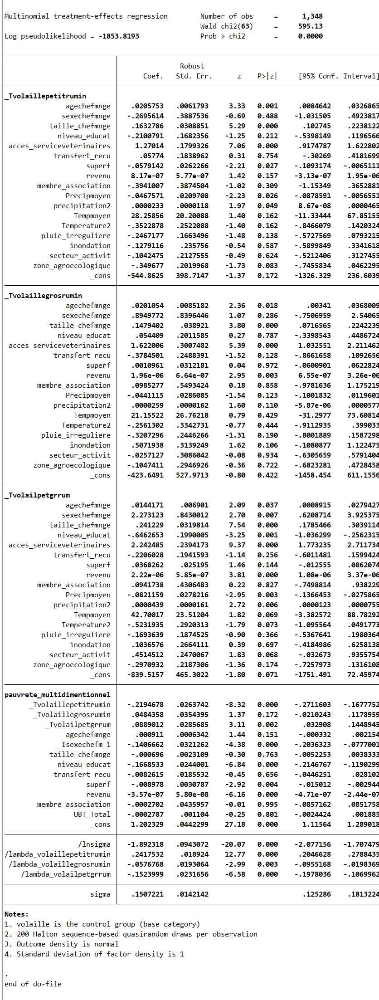 Multinomial treatment-effects regression Number of obs = 1,348
Wald chi2(63) = 595.13
Log pseudolikelihood = -1853.8193 Prob > chi2 = 0.0000
Robust
Coef. Std. Err. z P>|z| [95% Conf. Interval]
_Tvolaillepetitrumin
agechefmnge .0205753 .0061793 3.33 0.001 .0084642 .0326865
sexechefmnge -.2695614 .3887536 -0.69 0.488 -1.031505 .4923817
taille_chefmnge .1632786 .0308851 5.29 0.000 .102745 .2238122
niveau_educat -.2100791 .1682356 -1.25 0.212 -.5398149 .1196566
acces_serviceveterinaires 1.27014 .1799326 7.06 0.000 .9174787 1.622802
transfert_recu .05774 .1838962 0.31 0.754 -.30269 .4181699
superf -.0579142 .0262266 -2.21 0.027 -.1093174 -.0065111
revenu 8.17e-07 5.77e-07 1.42 0.157 -3.13e-07 1.95e-06
membre_association -.3941007 .3874504 -1.02 0.309 -1.15349 .3652881
Precipmoyen -.0467571 .0209708 -2.23 0.026 -.0878591 -.0056551
precipitation2 .0000233 .0000118 1.97 0.049 8.67e-08 .0000465
Tempmoyen 28.25856 20.20088 1.40 0.162 -11.33444 67.85155
Temperature2 -.3522878 .2522088 -1.40 0.162 -.8466079 .1420324
pluie_irreguliere -.2467177 .1663496 -1.48 0.138 -.5727569 .0793215
inondation -.1279116 .235756 -0.54 0.587 -.5899849 .3341618
secteur_activit -.1042475 .2127555 -0.49 0.624 -.5212406 .3127455
zone_agroecologique -.349677 .2019968 -1.73 0.083 -.7455834 .0462295
_cons -544.8625 398.7147 -1.37 0.172 -1326.329 236.6039
_Tvolaillegrosrumin
agechefmnge .0201054 .0085182 2.36 0.018 .00341 .0368009
sexechefmnge .8949772 .8396446 1.07 0.286 -.7506959 2.54065
taille_chefmnge .1479402 .038921 3.80 0.000 .0716565 .2242239
niveau_educat .054409 .2011585 0.27 0.787 -.3398543 .4486724
acces_serviceveterinaires 1.622006 .3007482 5.39 0.000 1.032551 2.211462
transfert_recu -.3784501 .2488391 -1.52 0.128 -.8661658 .1092656
superf .0010961 .0312181 0.04 0.972 -.0600901 .0622824
revenu 1.96e-06 6.64e-07 2.95 0.003 6.55e-07 3.26e-06
membre_association .0985277 .5493424 0.18 0.858 -.9781636 1.175219
Precipmoyen -.0441115 .0286085 -1.54 0.123 -.1001832 .0119601
precipitation2 .0000259 .0000162 1.60 0.110 -5.87e-06 .0000577
Tempmoyen 21.15522 26.76218 0.79 0.429 -31.2977 73.60814
Temperature2 -.2561302 .3342731 -0.77 0.444 -.9112935 .399033
pluie_irreguliere -.3207296 .2446266 -1.31 0.190 -.8001889 .1587298
inondation .5071938 .3139249 1.62 0.106 -.1080877 1.122475
secteur_activit -.0257127 .3086042 -0.08 0.934 -.6305659 .5791404
zone_agroecologique -.1047411 .2946926 -0.36 0.722 -.6823281 .4728458
_cons -423.6491 527.9713 -0.80 0.422 -1458.454 611.1556
_Tvolailpetgrrum
agechefmnge .0144171 .006901 2.09 0.037 .0008915 .0279427
sexechefmnge 2.273123 .8430012 2.70 0.007 .6208714 3.925375
taille_chefmnge .241229 .0319814 7.54 0.000 .1785466 .3039114
niveau_educat -.6462653 .1990005 -3.25 0.001 -1.036299 -.2562315
acces_serviceveterinaires 2.242485 .2394173 9.37 0.000 1.773235 2.711734
transfert_recu -.2206028 .1941593 -1.14 0.256 -.6011481 .1599424
superf .0368262 .025195 1.46 0.144 -.012555 .0862074
revenu 2.22e-06 5.85e-07 3.81 0.000 1.08e-06 3.37e-06
membre_association .0941738 .4306483 0.22 0.827 -.7498814 .938229
Precipmoyen -.0821159 .0278216 -2.95 0.003 -.1366453 -.0275865
precipitation2 .0000439 .0000161 2.72 0.006 .0000123 .0000755
Tempmoyen 42.70017 23.51204 1.82 0.069 -3.382572 88.78292
Temperature2 -.5231935 .2920313 -1.79 0.073 -1.095564 .0491773
pluie_irreguliere -.1693639 .1874525 -0.90 0.366 -.5367641 .1980364
inondation .1036576 .2664111 0.39 0.697 -.4184986 .6258138
secteur_activit .4514512 .2470067 1.83 0.068 -.032673 .9355754
zone_agroecologique -.2970932 .2187306 -1.36 0.174 -.7257973 .1316108
_cons -839.5157 465.3022 -1.80 0.071 -1751.491 72.45974
pauvrete_multidimentionnel
_Tvolaillepetitrumin -.2194678 .0263742 -8.32 0.000 -.2711603 -.1677752
_Tvolaillegrosrumin .0484358 .0354395 1.37 0.172 -.0210243 .1178959
_Tvolailpetgrrum .0889012 .0285685 3.11 0.002 .032908 .1448945
agechefmnge .000911 .0006342 1.44 0.151 -.000332 .002154
_Isexechefm_1 -.1406662 .0321262 -4.38 0.000 -.2036323 -.0777001
taille_chefmnge -.000696 .0023109 -0.30 0.763 -.0052253 .0038333
niveau_educat -.1668533 .0244001 -6.84 0.000 -.2146767 -.1190299
transfert_recu -.0082615 .0185532 -0.45 0.656 -.0446251 .028102
superf -.008978 .0030787 -2.92 0.004 -.015012 -.002944
revenu -3.57e-07 5.80e-08 -6.16 0.000 -4.71e-07 -2.44e-07
membre_association -.0002702 .0435957 -0.01 0.995 -.0857162 .0851758
UBT_Total -.0002787 .001104 -0.25 0.801 -.0024424 .001885
_cons 1.202329 .0442299 27.18 0.000 1.11564 1.289018
/lnsigma -1.892318 .0943072 -20.07 0.000 -2.077156 -1.707479
/lambda_volaillepetitrumin .2417532 .018924 12.77 0.000 .2046628 .2788435
/lambda_volaillegrosrumin -.0576768 .0193064 -2.99 0.003 -.0955168 -.0198369
/lambda_volailpetgrrum -.1523999 .0231656 -6.58 0.000 -.1978036 -.1069962
sigma .1507221 .0142142 .125286 .1813224
Notes:
1. volaille is the control group (base category)
2. 200 Halton sequence-based quasirandom draws per observation
3. Outcome density is normal
4. Standard deviation of factor density is 1
.
end of do-file